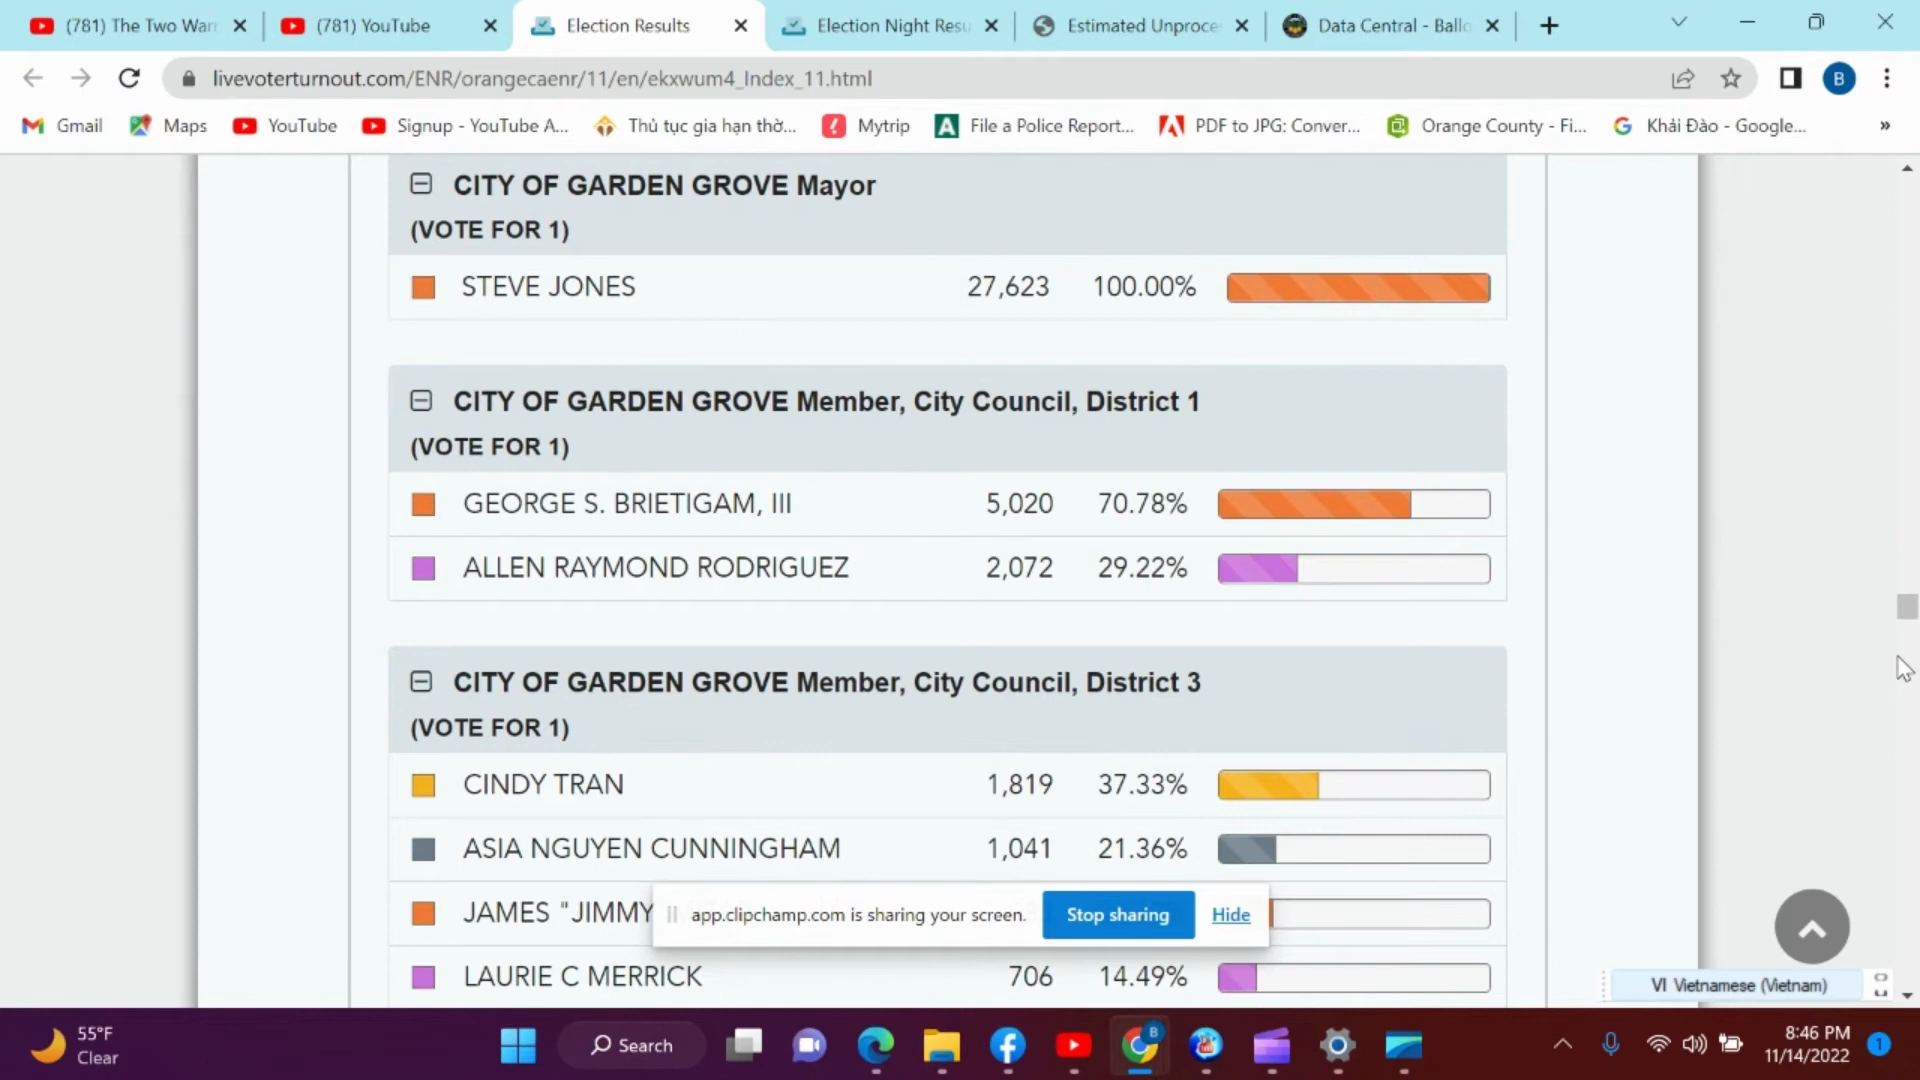 (781) The Two Warr
(781) YouTube
Election Results
Election Night Resu
Estimated Unproce
Data Central - Ballo
livevoterturnout.com/ENR/orangecaenr/11/en/ekxwum4_Index_11.html
B
Gmail
Maps
YouTube
Signup - YouTube A...
Thủ tục gia hạn thờ...
Mytrip
File a Police Report...
PDF to JPG: Conver...
Orange County - Fi...
Khải Đào - Google...
»
CITY OF GARDEN GROVE Mayor
(VOTE FOR 1)
STEVE JONES 27,623 100.00%
CITY OF GARDEN GROVE Member, City Council, District 1
(VOTE FOR 1)
GEORGE S. BRIETIGAM, III 5,020 70.78%
ALLEN RAYMOND RODRIGUEZ 2,072 29.22%
CITY OF GARDEN GROVE Member, City Council, District 3
(VOTE FOR 1)
CINDY TRAN 1,819 37.33%
ASIA NGUYEN CUNNINGHAM 1,041 21.36%
JAMES "JIMMY
app.clipchamp.com is sharing your screen. Stop sharing Hide
LAURIE C MERRICK 706 14.49%
VI Vietnamese (Vietnam)
55°F
Clear
Search
B
8:46 PM
11/14/2022
1